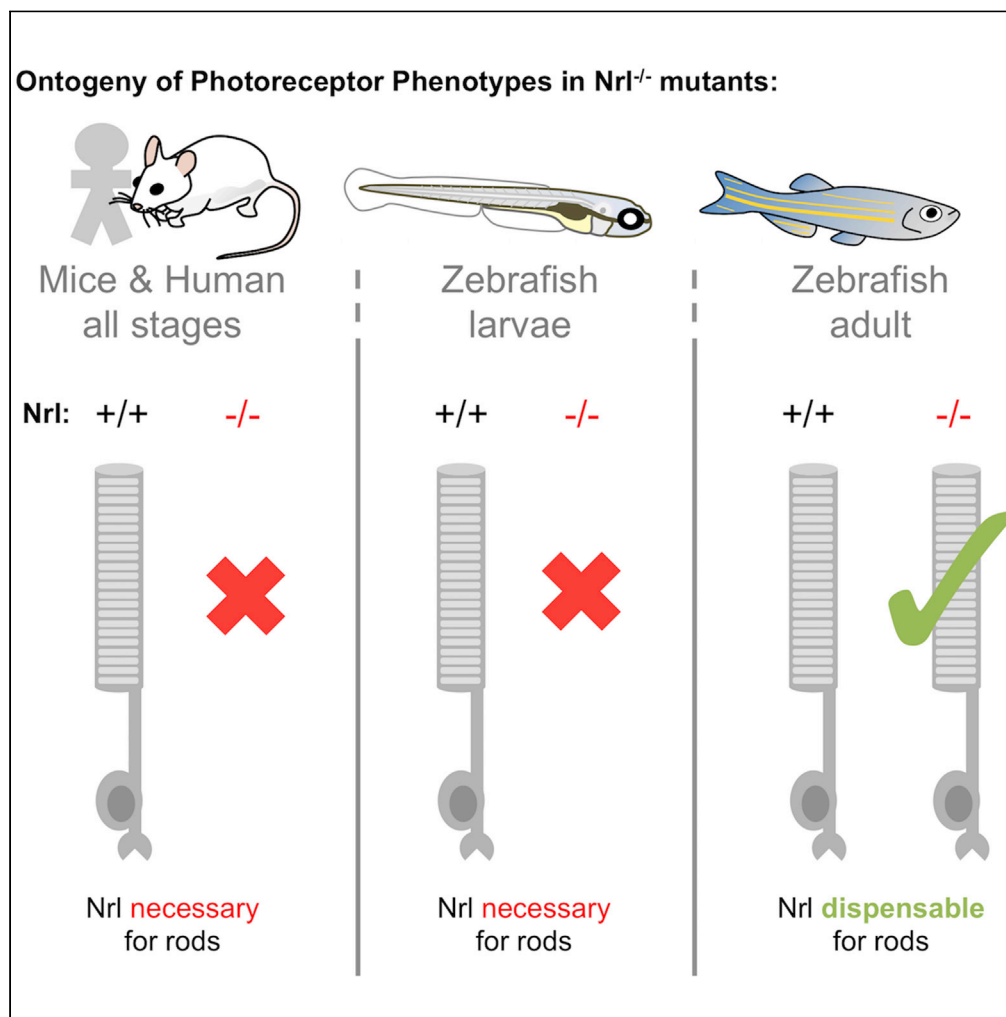 Ontogeny of Photoreceptor Phenotypes in Nrl-/- mutants:
Mice & Human
all stages
Zebrafish
larvae
Zebrafish
adult
Nrl: +/+ -/- +/+ -/- +/+ -/-
Nrl necessary
for rods
Nrl necessary
for rods
Nrl dispensable
for rods